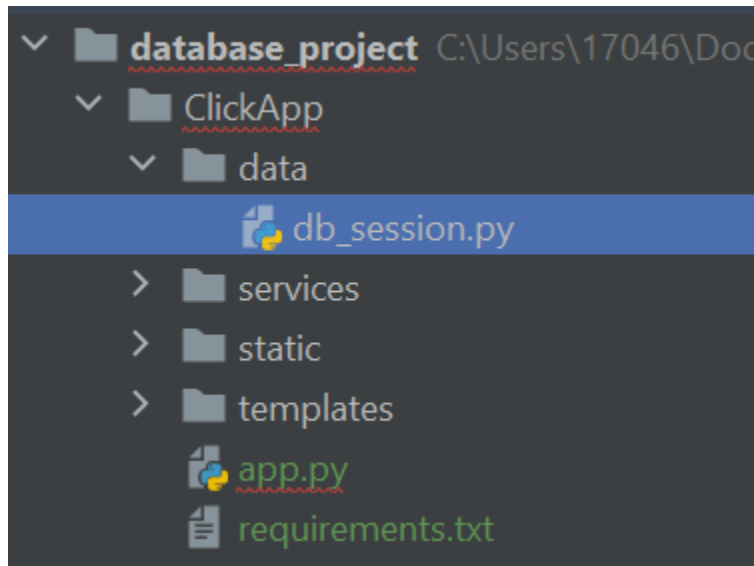 database_project C:\Users\17046\Doc
ClickApp
data
db_session.py
services
static
templates
app.py
requirements.txt